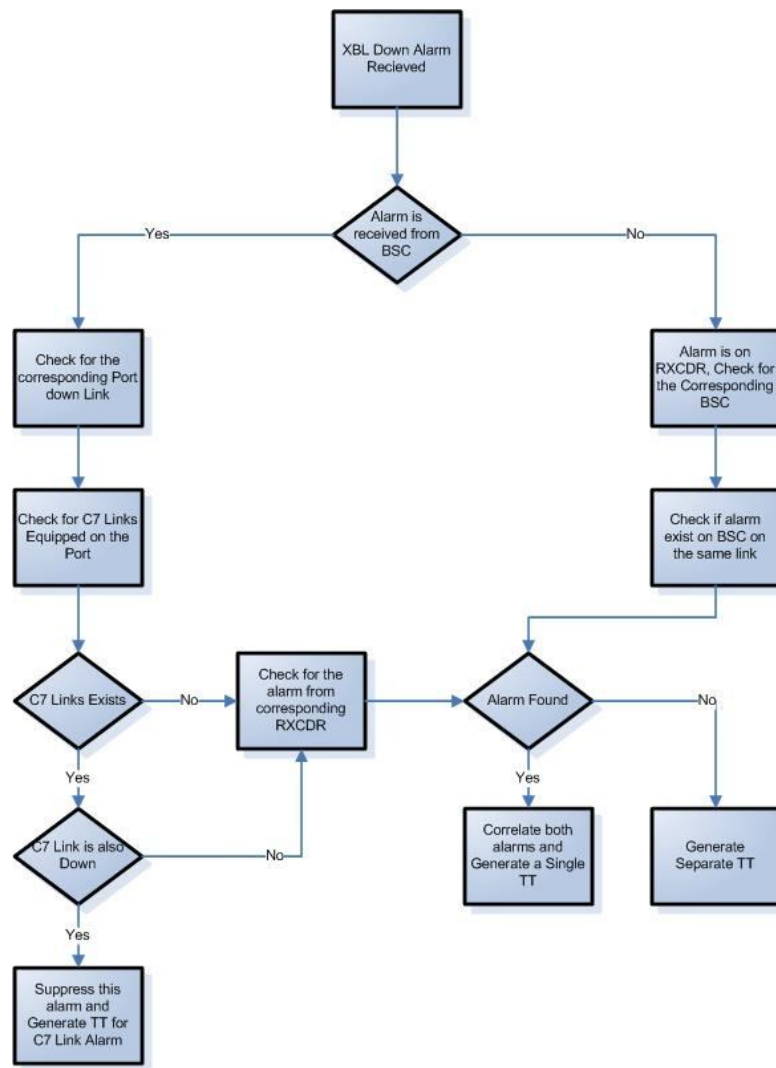 XBL Down Alarm
Recieved
Alarm is
received from
BSC
Yes
No
Check for the
corresponding Port
down Link
Alarm is on
RXCDR, Check for
the Corresponding
BSC
Check for C7 Links
Equipped on the
Port
Check if alarm
exist on BSC on
the same link
C7 Links Exists
No
Check for the
alarm from
corresponding
RXCDR
Alarm Found
No
Yes
Yes
C7 Link is also
Down
No
Correlate both
alarms and
Generate a Single
TT
Generate
Separate TT
Yes
Suppress this
alarm and
Generate TT for
C7 Link Alarm